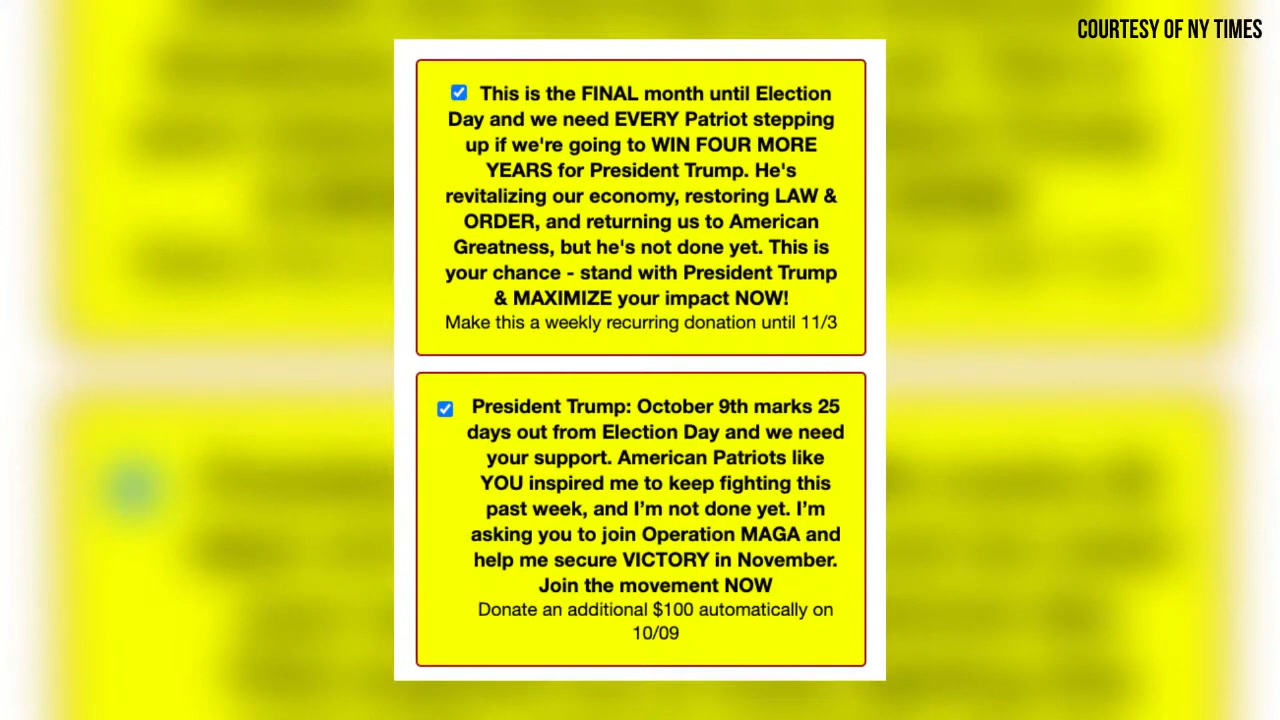 COURTESY OF NY TIMES
This is the FINAL month until Election
Day and we need EVERY Patriot stepping
up if we're going to WIN FOUR MORE
YEARS for President Trump. He's
revitalizing our economy, restoring LAW &
ORDER, and returning us to American
Greatness, but he's not done yet. This is
your chance - stand with President Trump
& MAXIMIZE your impact NOW!
Make this a weekly recurring donation until 11/3
President Trump: October 9th marks 25
days out from Election Day and we need
your support. American Patriots like
YOU inspired me to keep fighting this
past week, and I’m not done yet. I’m
asking you to join Operation MAGA and
help me secure VICTORY in November.
Join the movement NOW
Donate an additional $100 automatically on
10/09